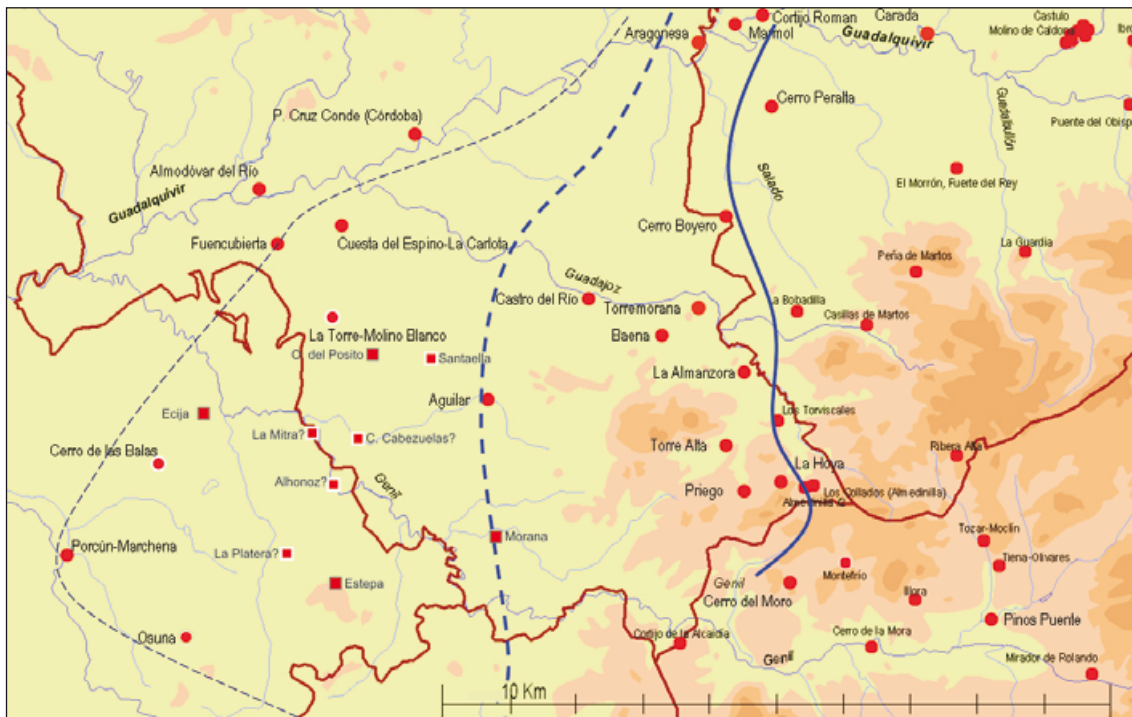 Cortijo Roman
Marmol
Aragonesa
Carada
Guadalquivir
Castulo
Molino de Caldona
Ibro
Cerro Peralta
P. Cruz Conde (Córdoba)
Puente del Obisp
Guadalbullón
Almodóvar del Río
Salado
El Morrón, Fuerte del Rey
Guadalquivir
Cerro Boyero
Fuencubierta
Cuesta del Espino-La Carlota
La Guardia
Peña de Martos
Guadajoz
Castro del Río
Torremorana
La Bobadilla
Casillas de Martos
La Torre-Molino Blanco
Baena
O. del Posito
Santaella
La Almanzora
Aguilar
Ecija
Los Torviscales
La Mitra?
C. Cabezuelas?
Cerro de las Balas
Torre Alta
Ribera Alta
La Hoya
Alhonoz?
Genil
Priego
Los Collados (Almedinilla)
Tozar-Moclín
Morana
Porcún-Marchena
La Platera?
Tiena-Olivares
Estepa
Genil
Montefrío
Cerro del Moro
Illora
Pinos Puente
Osuna
Cortijo de la Alcaidía
Cerro de la Mora
Genil
Mirador de Rolando
10 Km